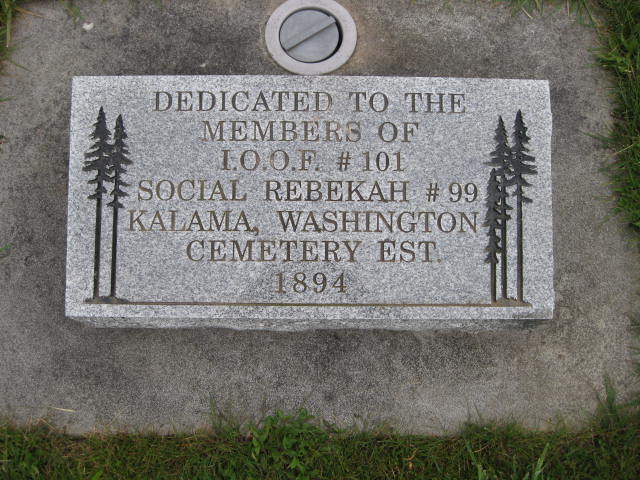 DEDICATED TO THE
MEMBERS OF
I.O.O.F. # 101
SOCIAL REBEKAH # 99
KALAMA, WASHINGTON
CEMETERY EST.
1894